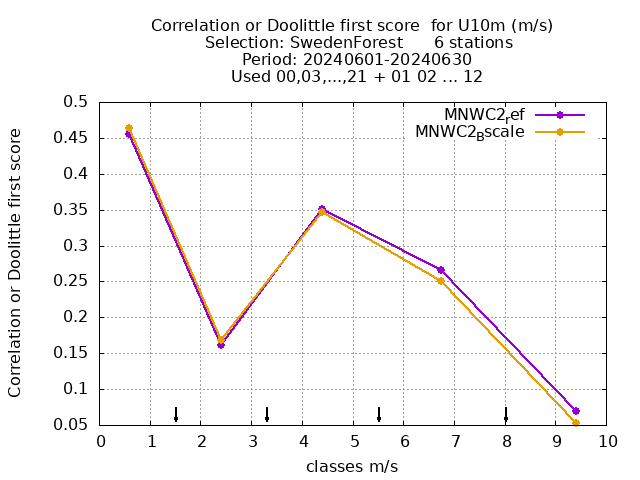 Correlation or Doolittle first score  for U10m (m/s)
Selection: SwedenForest      6 stations
Period: 20240601-20240630
Used 00,03,...,21 + 01 02 ... 12
MNWC2ref
MNWC2Bscale
Correlation or Doolittle first score
0.5
0.45
0.4
0.35
0.3
0.25
0.2
0.15
0.1
0.05
0 1 2 3 4 5 6 7 8 9 10
classes m/s